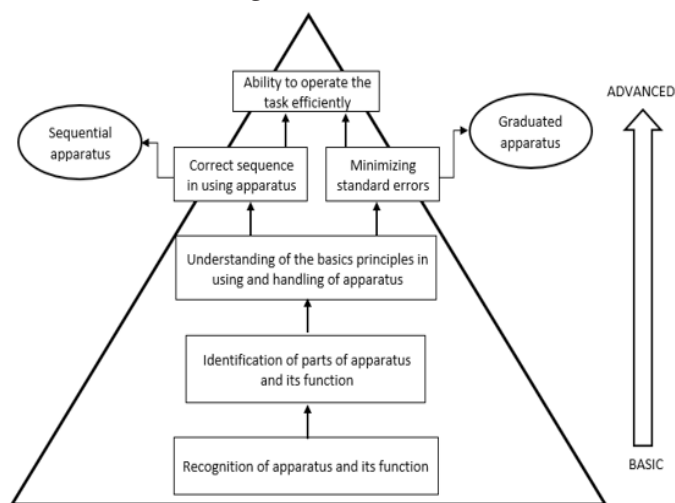 Ability to operate the
task efficiently
ADVANCED
Sequential
apparatus
Graduated
apparatus
Correct sequence
in using apparatus
Minimizing
standard errors
Understanding of the basics principles in
using and handling of apparatus
Identification of parts of apparatus
and its function
Recognition of apparatus and its function
BASIC